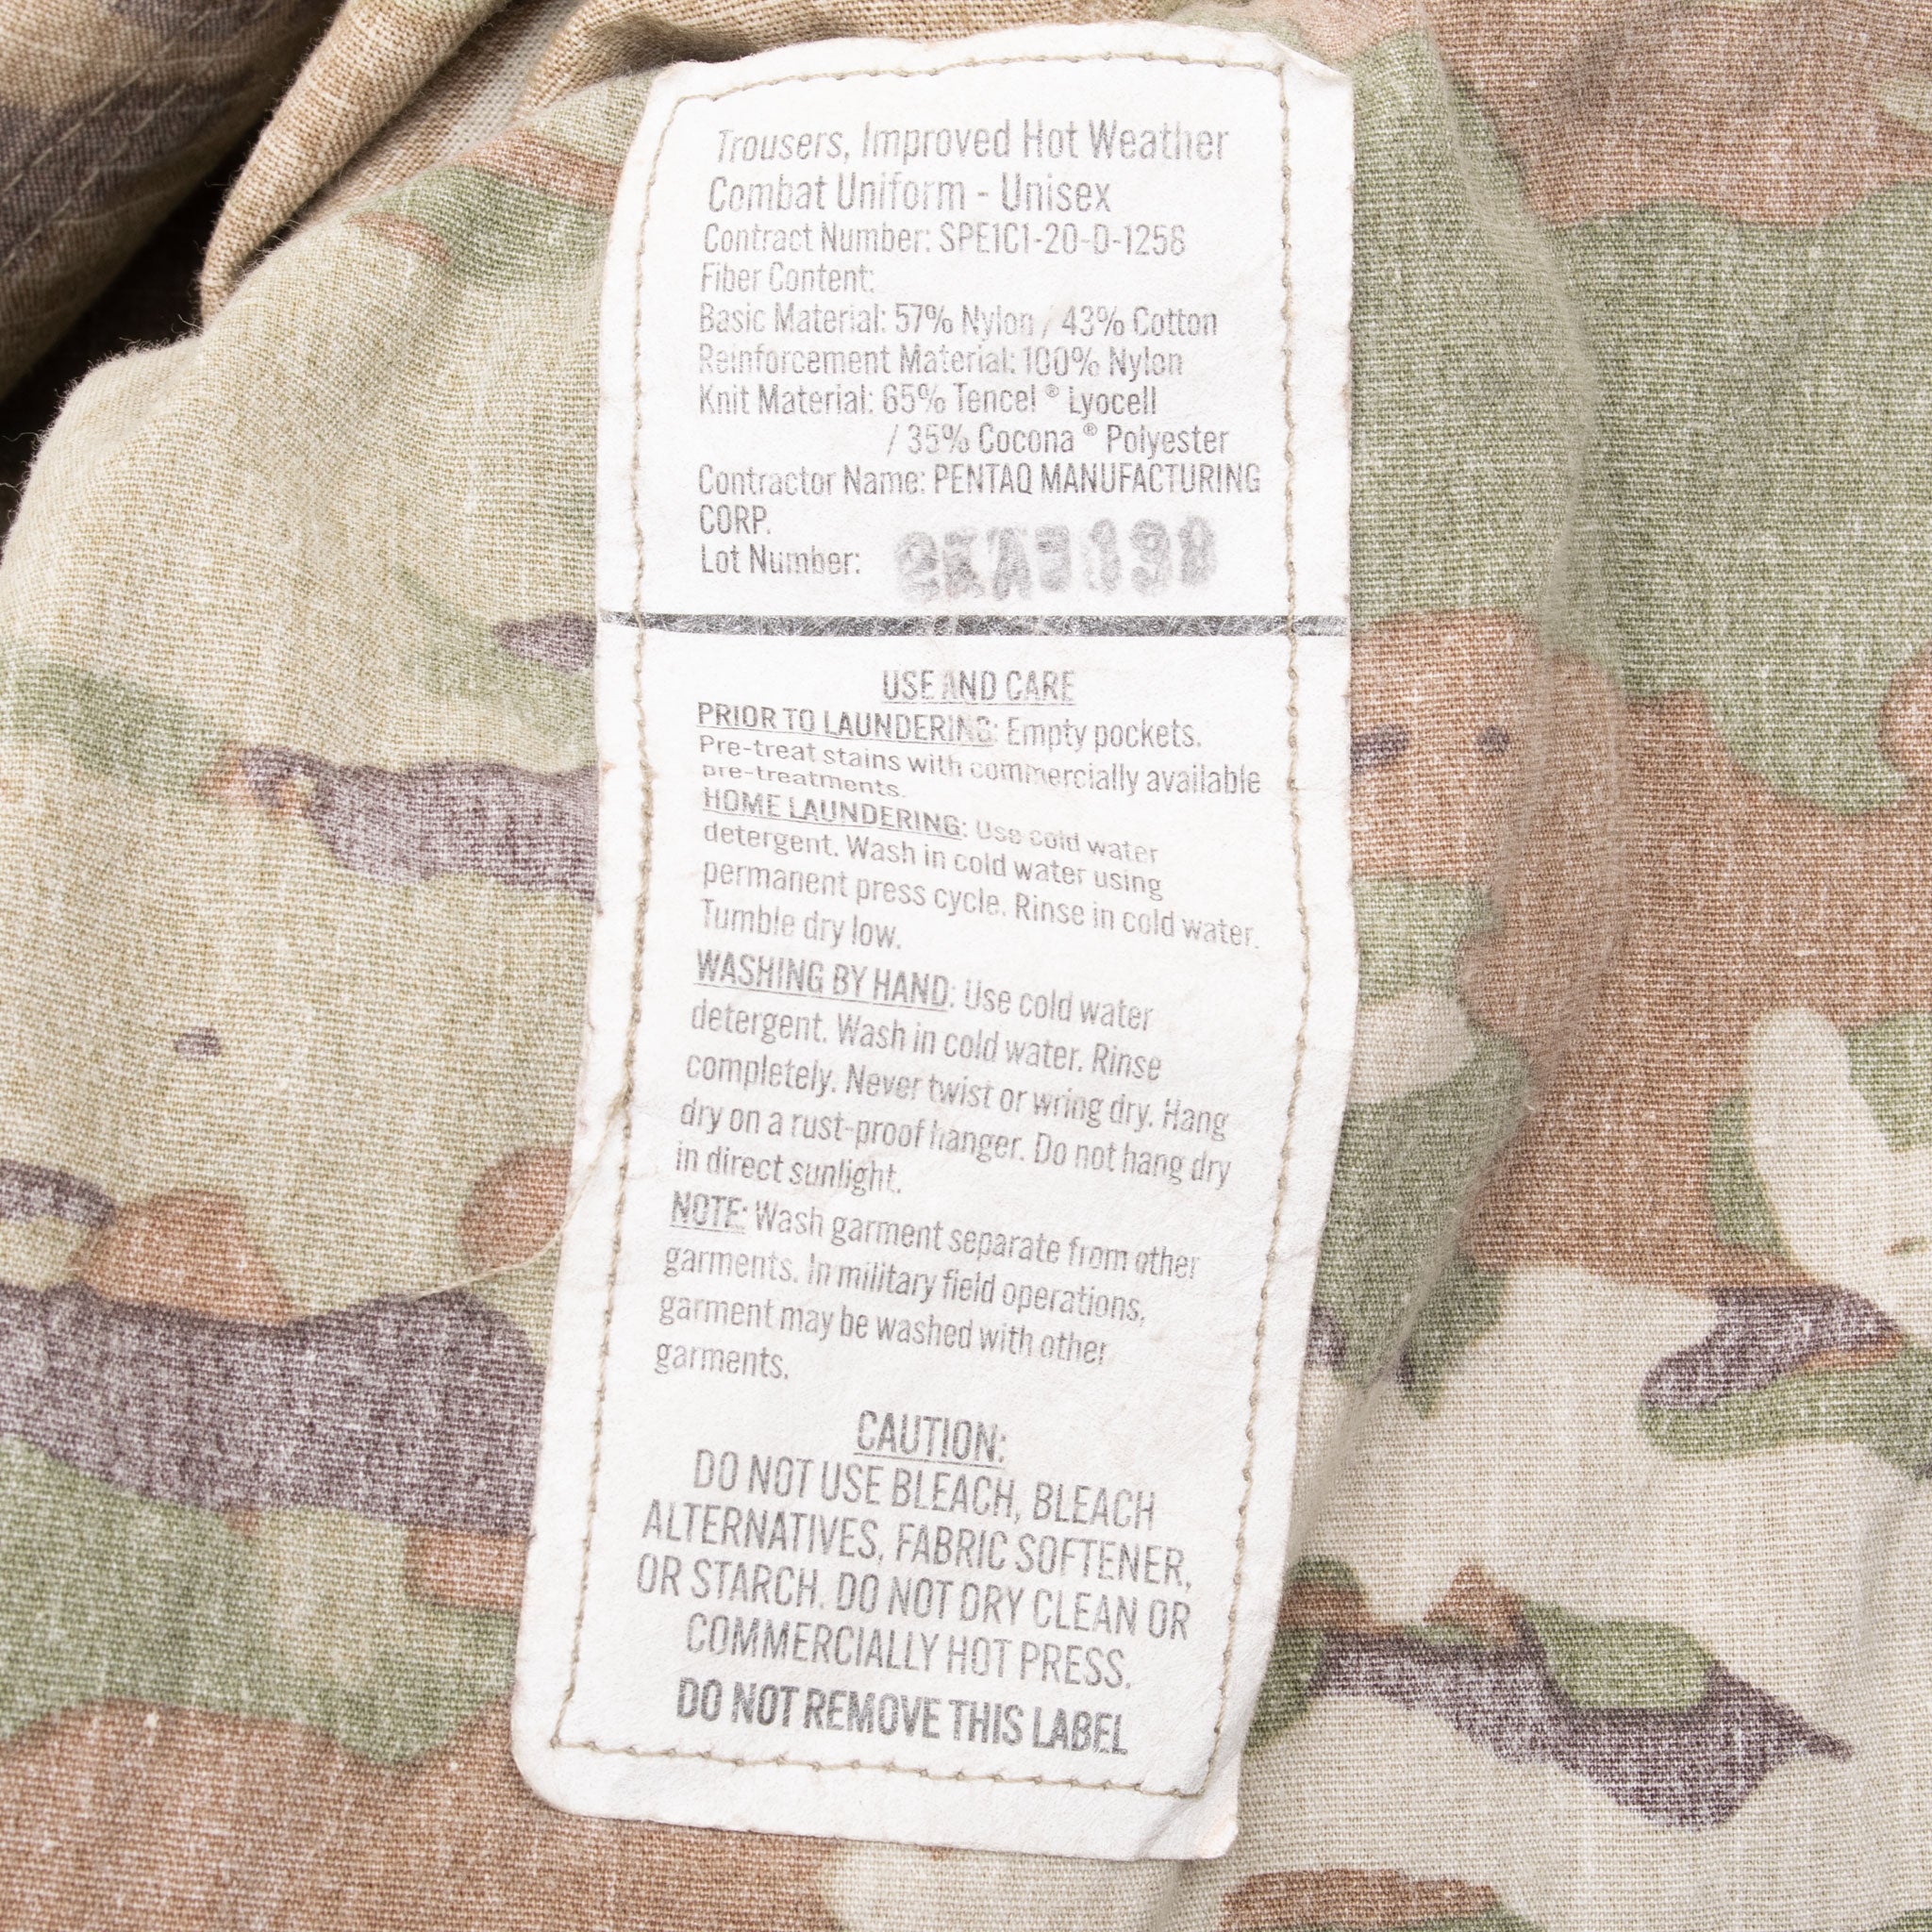 Trousers, Improved Hot Weather
Combat Uniform - Unisex
Contract Number: SPE1C1-20-D-1258
Fiber Content:
Basic Material: 57% Nylon / 43% Cotton
Reinforcement Material: 100% Nylon
Knit Material: 65% Tencel ® Lyocell
/ 35% Cocona ® Polyester
Contractor Name: PENTAQ MANUFACTURING
CORP.
Lot Number:
USE AND CARE
PRIOR TO LAUNDERING: Empty pockets.
Pre-treat stains with commercially available
pre-treatments.
HOME LAUNDERING: Use cold water
detergent. Wash in cold water using
permanent press cycle. Rinse in cold water.
Tumble dry low.
WASHING BY HAND: Use cold water
detergent. Wash in cold water. Rinse
completely. Never twist or wring dry. Hang
dry on a rust-proof hanger. Do not hang dry
in direct sunlight.
NOTE: Wash garment separate from other
garments. In military field operations,
garment may be washed with other
garments.
CAUTION:
DO NOT USE BLEACH, BLEACH
ALTERNATIVES, FABRIC SOFTENER,
OR STARCH. DO NOT DRY CLEAN OR
COMMERCIALLY HOT PRESS.
DO NOT REMOVE THIS LABEL